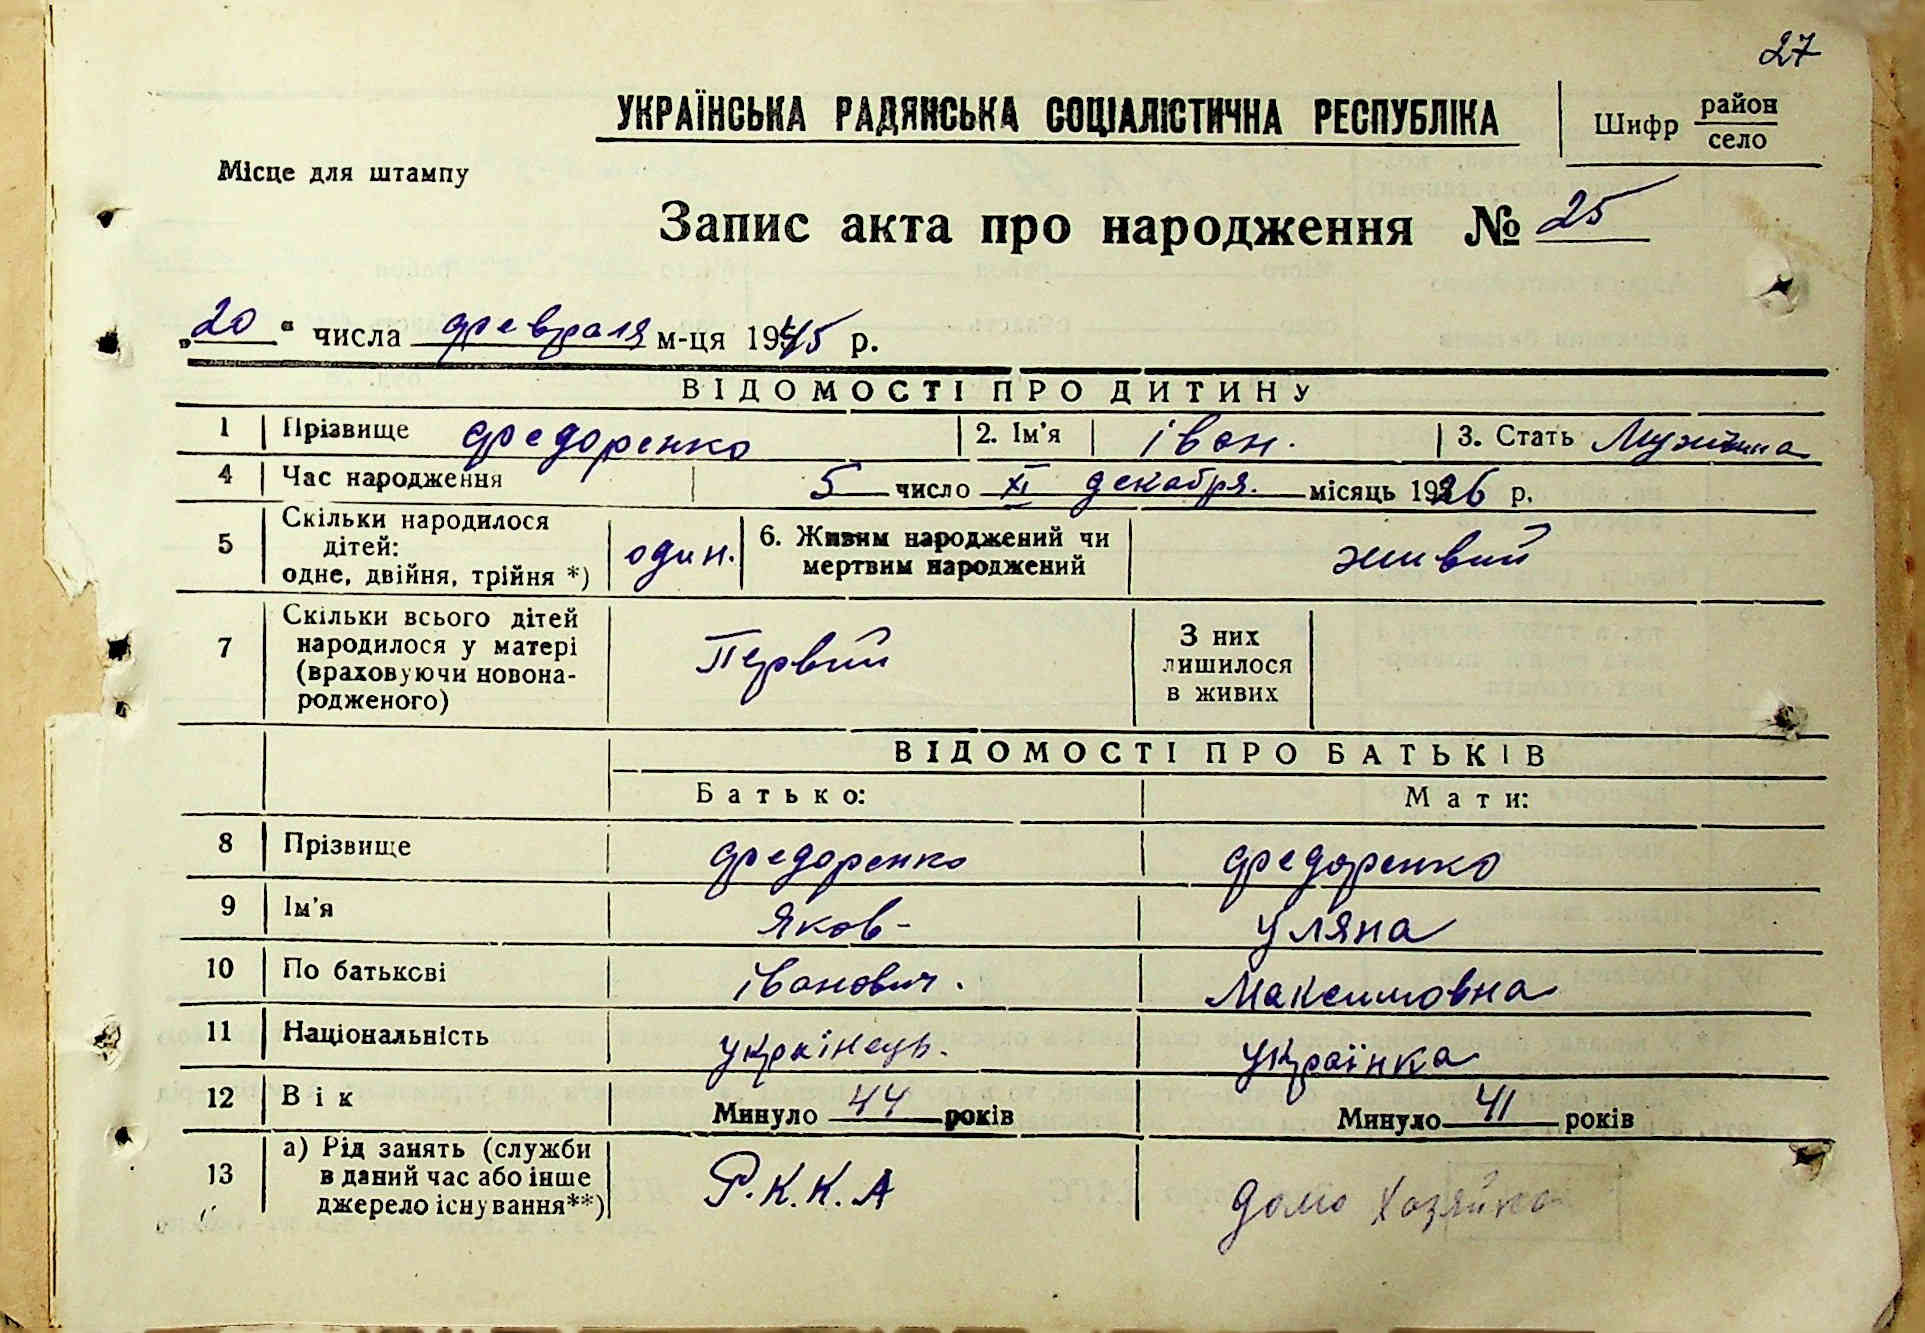 27
УКРАЇНСЬКА РАДЯНСЬКА СОЦІАЛІСТИЧНА РЕСПУБЛІКА
Шифр район
село
Місце для штампу
Запис акта про народження № 25
„20“ числа февраля м-ця 1945 р.
ВІДОМОСТІ ПРО ДИТИНУ
1 Прізвище Федоренко 2. Ім'я іван. 3. Стать Мужчина
4 Час народження 5 число XI декабря. місяць 1926 р.
5 Скільки народилося
дітей:
одне, двійня, трійня *) один. 6. Живим народжений чи
мертвим народжений живий
7 Скільки всього дітей
народилося у матері
(враховуючи новона-
родженого) Первий З них
лишилося
в живих
ВІДОМОСТІ ПРО БАТЬКІВ
Батько: Мати:
8 Прізвище Федоренко Федоренко
9 Ім'я Яков- Уляна
10 По батькові іванович. Максимовна
11 Національність українець. українка
12 Вік Минуло 44 років Минуло 41 років
13 а) Рід занять (служби
в даний час або інше
джерело існування**) Р.К.К.А домо хозяйка